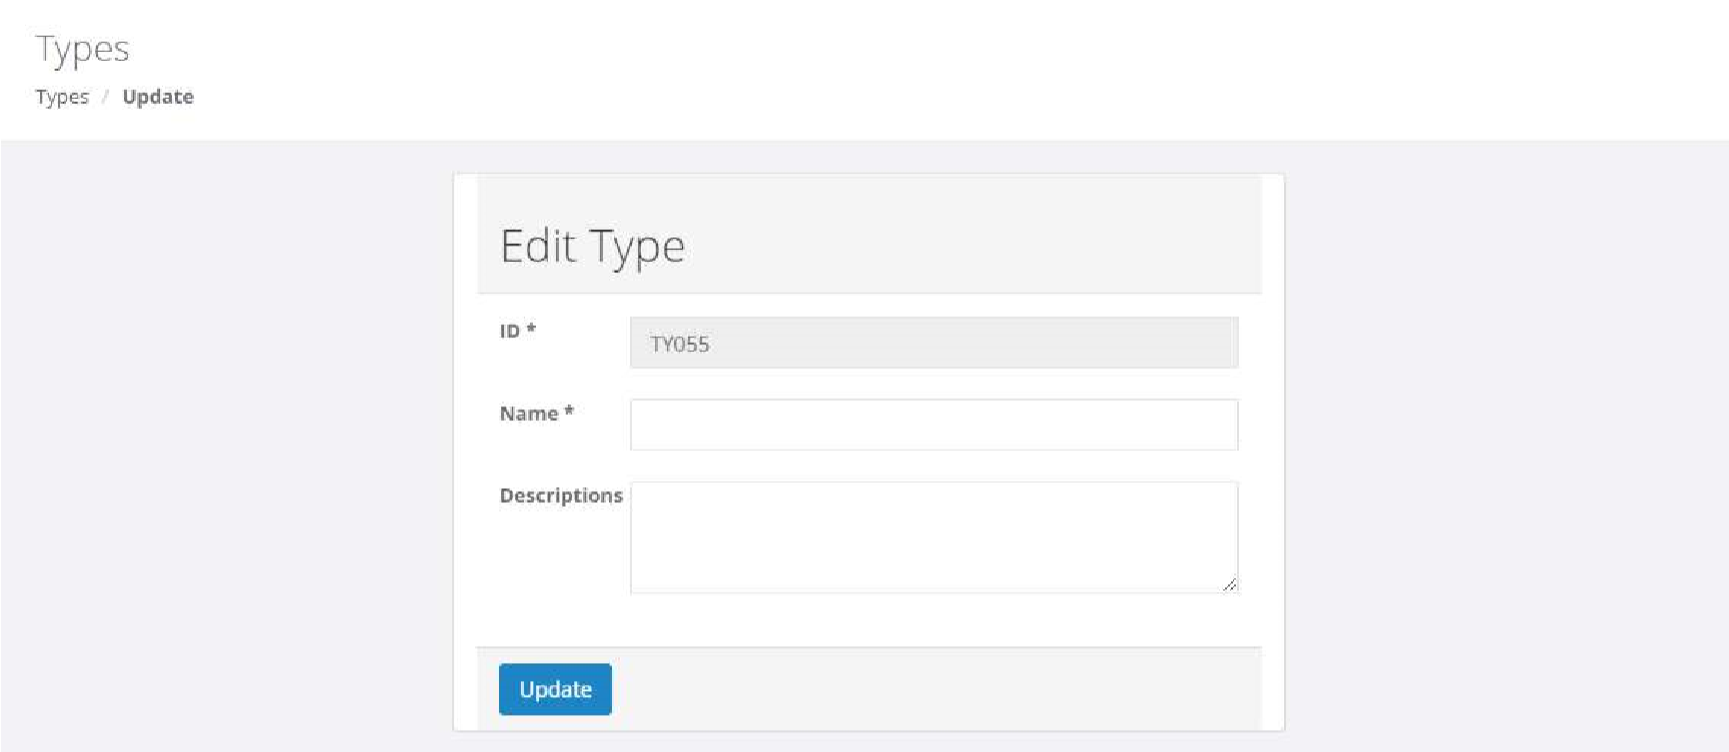 Types
Types / Update
Edit Type
ID *
TY055
Name *
Descriptions
Update